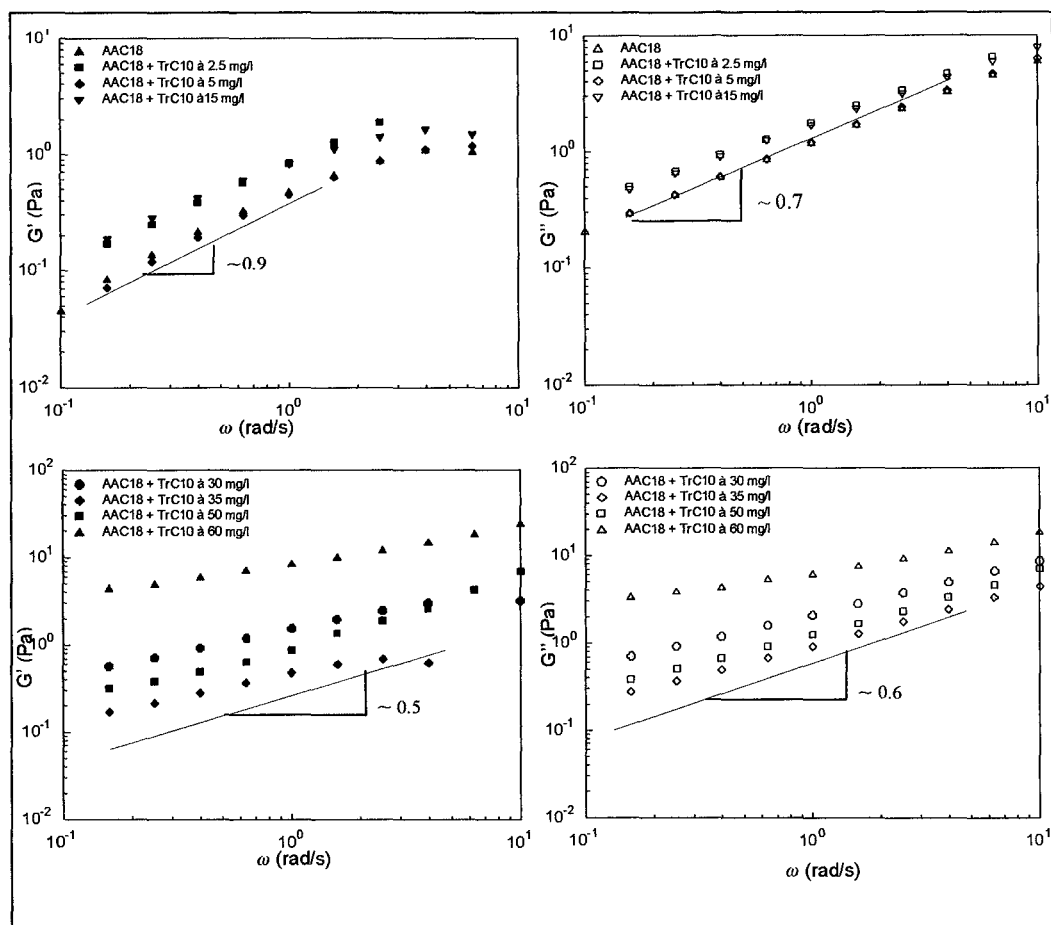 AAC18
AAC18 + TrC10 à 2.5 mg/l
AAC18 + TrC10 à 5 mg/l
AAC18 + TrC10 à15 mg/l
10¹
10⁰
10⁻¹
10⁻²
G' (Pa)
~0.9
10⁻¹
10⁰
10¹
ω (rad/s)
AAC18
AAC18 +TrC10 à 2.5 mg/l
AAC18 + TrC10 à 5 mg/l
AAC18 + TrC10 à15 mg/l
10¹
10⁰
10⁻¹
10⁻²
G" (Pa)
~ 0.7
10⁻¹
10⁰
10¹
ω (rad/s)
AAC18 + TrC10 à 30 mg/l
AAC18 + TrC10 à 35 mg/l
AAC18 + TrC10 à 50 mg/l
AAC18 + TrC10 à 60 mg/l
10²
10¹
10⁰
10⁻¹
10⁻²
G' (Pa)
~ 0.5
10⁻¹
10⁰
10¹
ω (rad/s)
AAC18 + TrC10 à 30 mg/l
AAC18 + TrC10 à 35 mg/l
AAC18 + TrC10 à 50 mg/l
AAC18 + TrC10 à 60 mg/l
10²
10¹
10⁰
10⁻¹
10⁻²
G" (Pa)
~ 0.6
10⁻¹
10⁰
10¹
ω (rad/s)